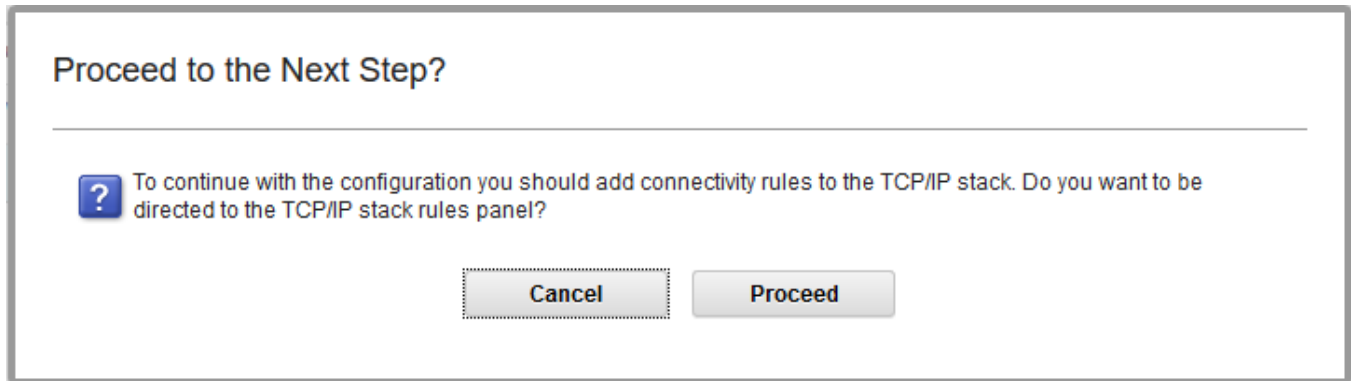 Proceed to the Next Step?
?
To continue with the configuration you should add connectivity rules to the TCP/IP stack. Do you want to be
directed to the TCP/IP stack rules panel?
Cancel
Proceed